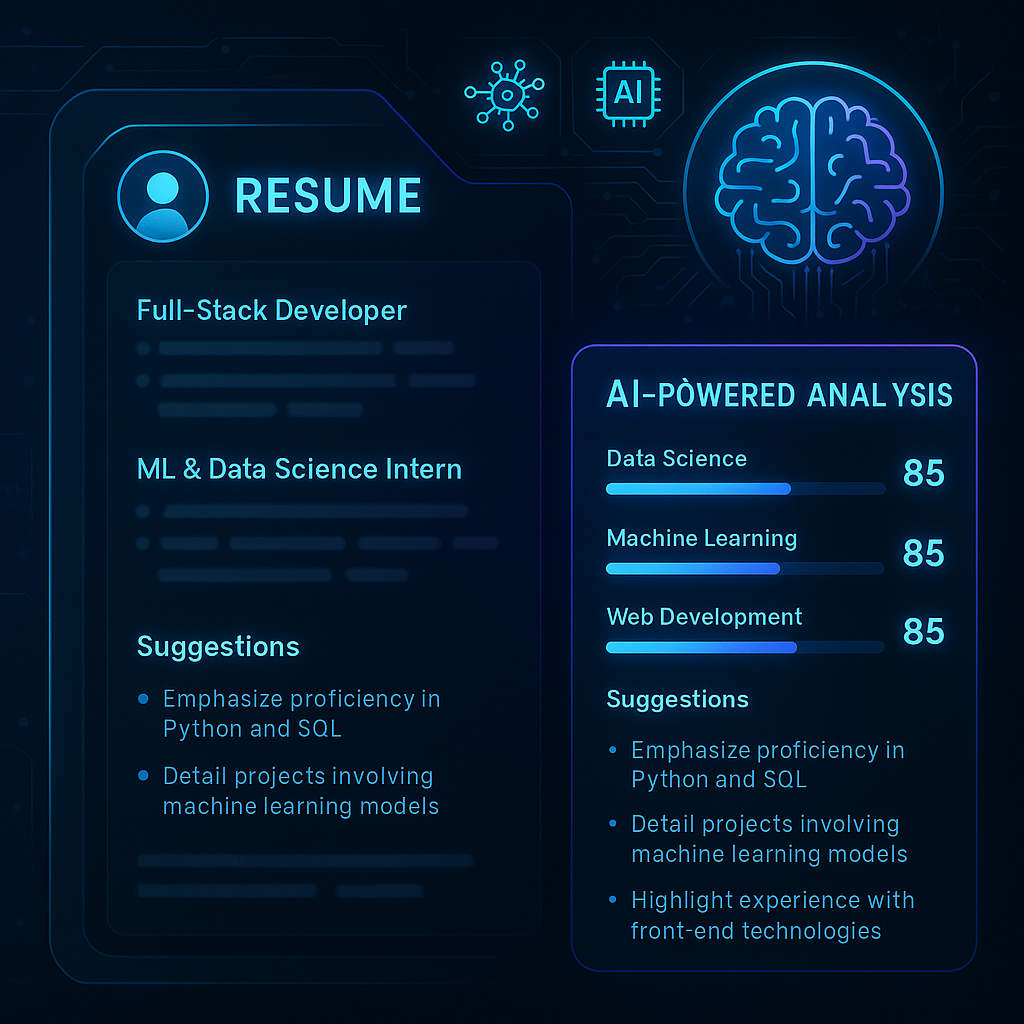 AI
RESUME
Full-Stack Developer
ML & Data Science Intern
Suggestions
Emphasize proficiency in
Python and SQL
Detail projects involving
machine learning models
AI-PÒWERED ANALYSIS
Data Science
85
Machine Learning
85
Web Development
85
Suggestions
Emphasize proficiency in
Python and SQL
Detail projects involving
machine learning models
Highlight experience with
front-end technologies